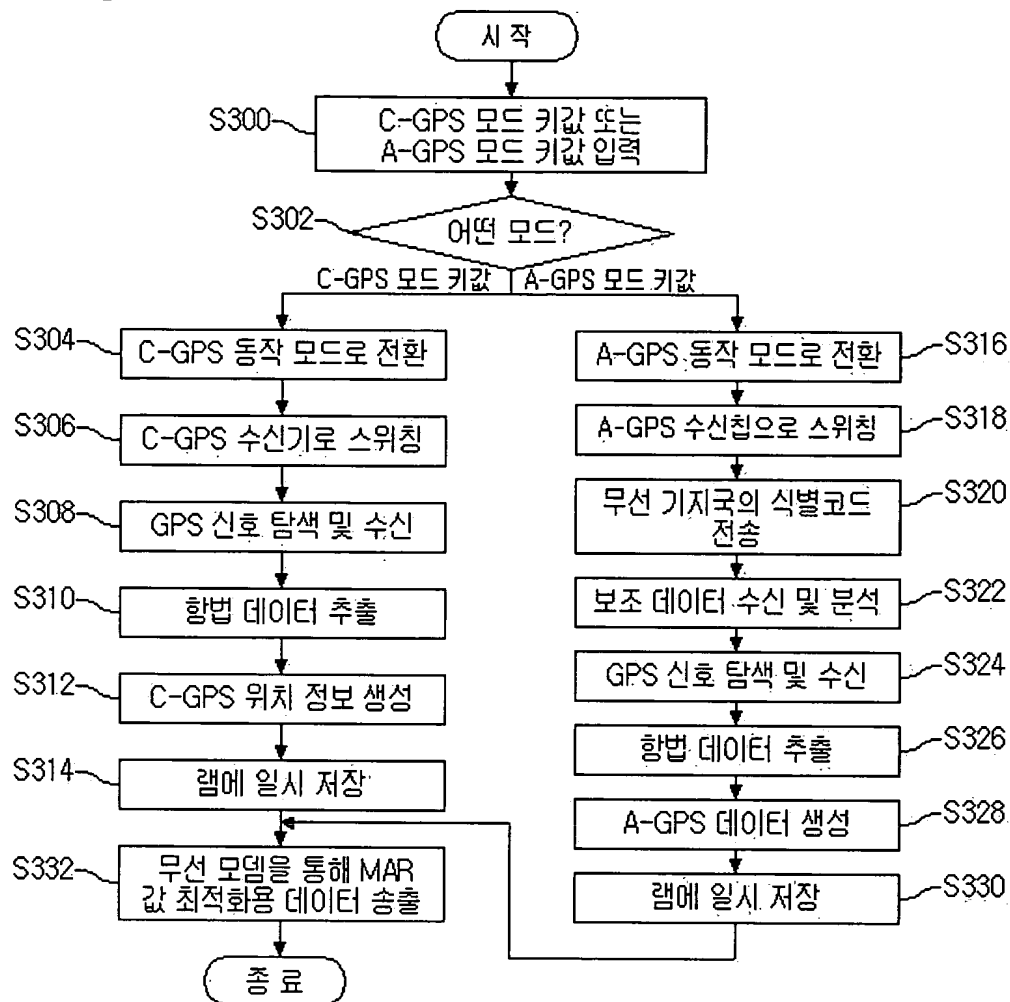 시 작
S300
C-GPS 모드 키값 또는
A-GPS 모드 키값 입력
S302
어떤 모드?
C-GPS 모드 키값
A-GPS 모드 키값
S304
C-GPS 동작 모드로 전환
S306
C-GPS 수신기로 스위칭
S308
GPS 신호 탐색 및 수신
S310
항법 데이터 추출
S312
C-GPS 위치 정보 생성
S314
램에 일시 저장
S316
A-GPS 동작 모드로 전환
S318
A-GPS 수신칩으로 스위칭
S320
무선 기지국의 식별코드
전송
S322
보조 데이터 수신 및 분석
S324
GPS 신호 탐색 및 수신
S326
항법 데이터 추출
S328
A-GPS 데이터 생성
S330
램에 일시 저장
S332
무선 모뎀을 통해 MAR
값 최적화용 데이터 송출
종 료